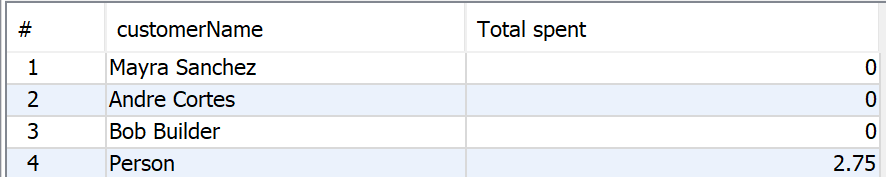 # customerName Total spent
1 Mayra Sanchez 0
2 Andre Cortes 0
3 Bob Builder 0
4 Person 2.75